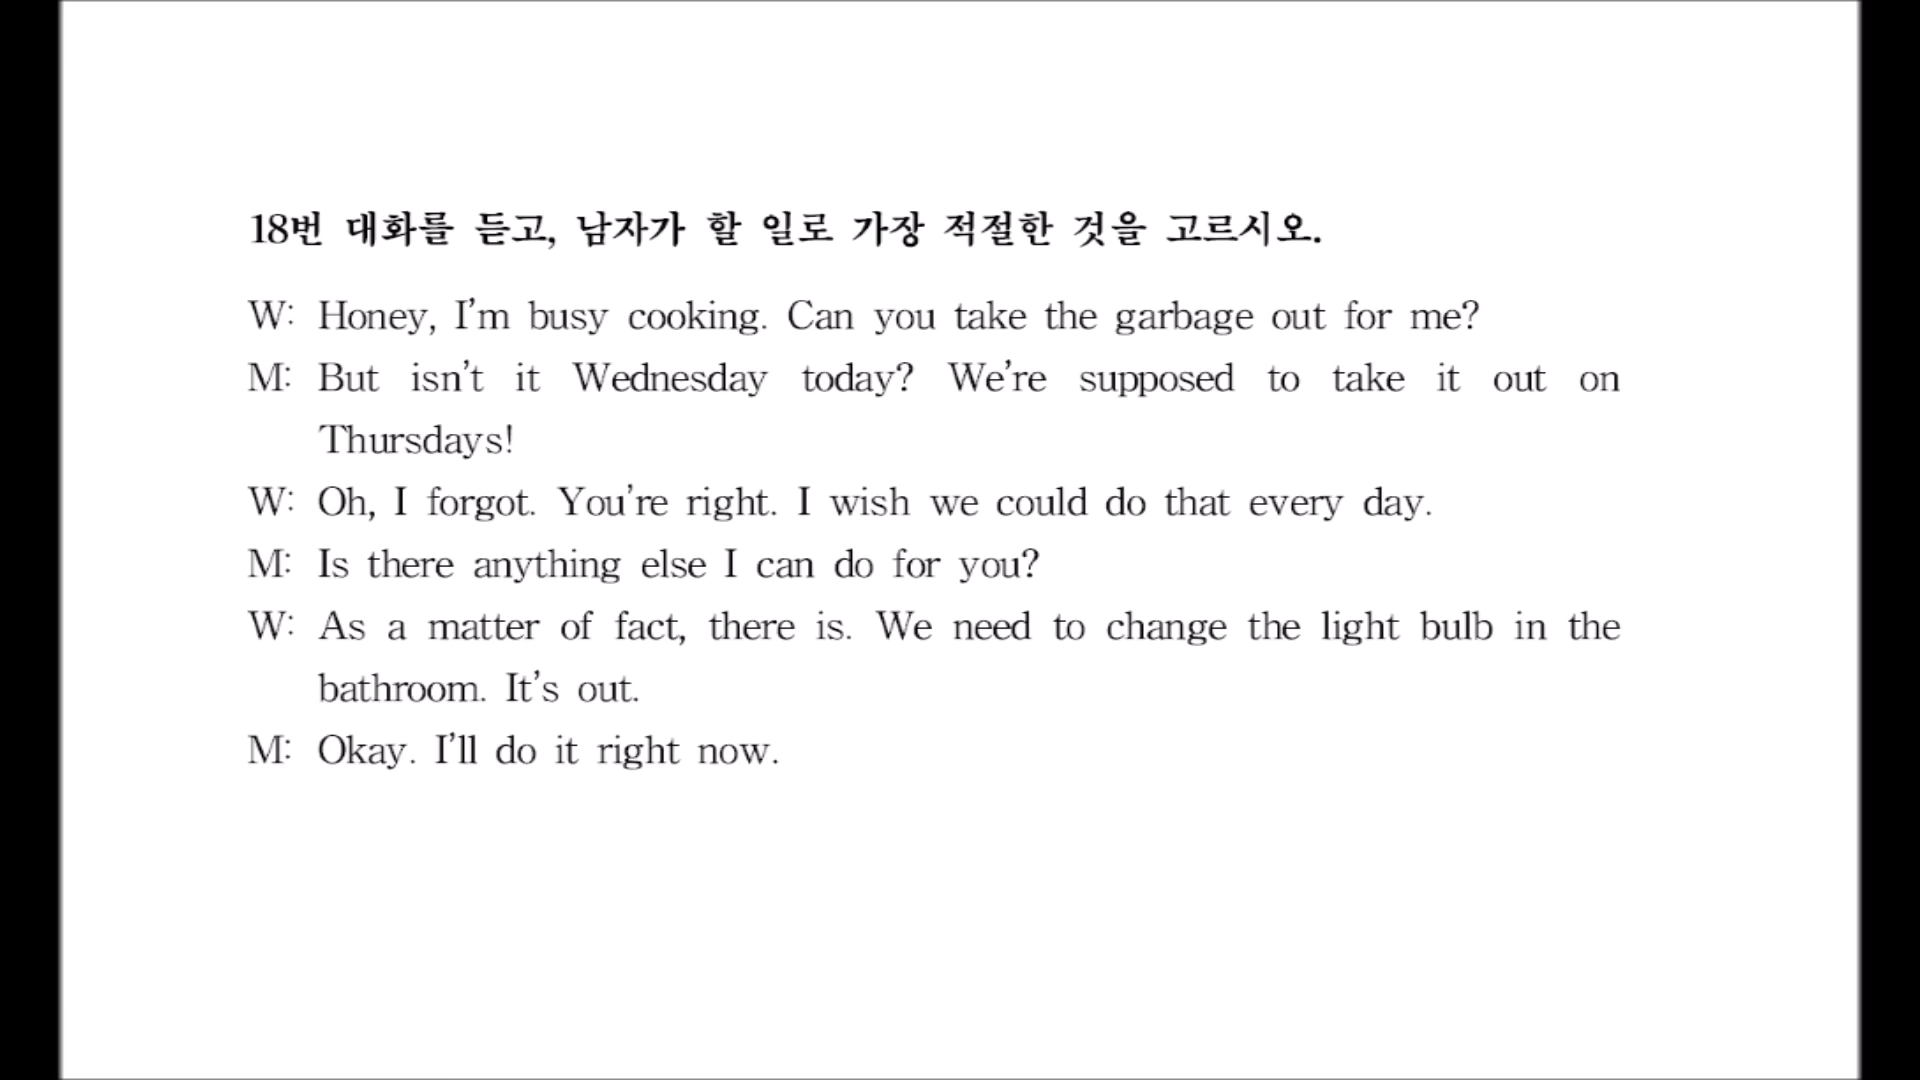 18번 대화를 듣고, 남자가 할 일로 가장 적절한 것을 고르시오.
W: Honey, I'm busy cooking. Can you take the garbage out for me?
M: But isn't it Wednesday today? We're supposed to take it out on
Thursdays!
W: Oh, I forgot. You're right. I wish we could do that every day.
M: Is there anything else I can do for you?
W: As a matter of fact, there is. We need to change the light bulb in the
bathroom. It's out.
M: Okay. I'll do it right now.